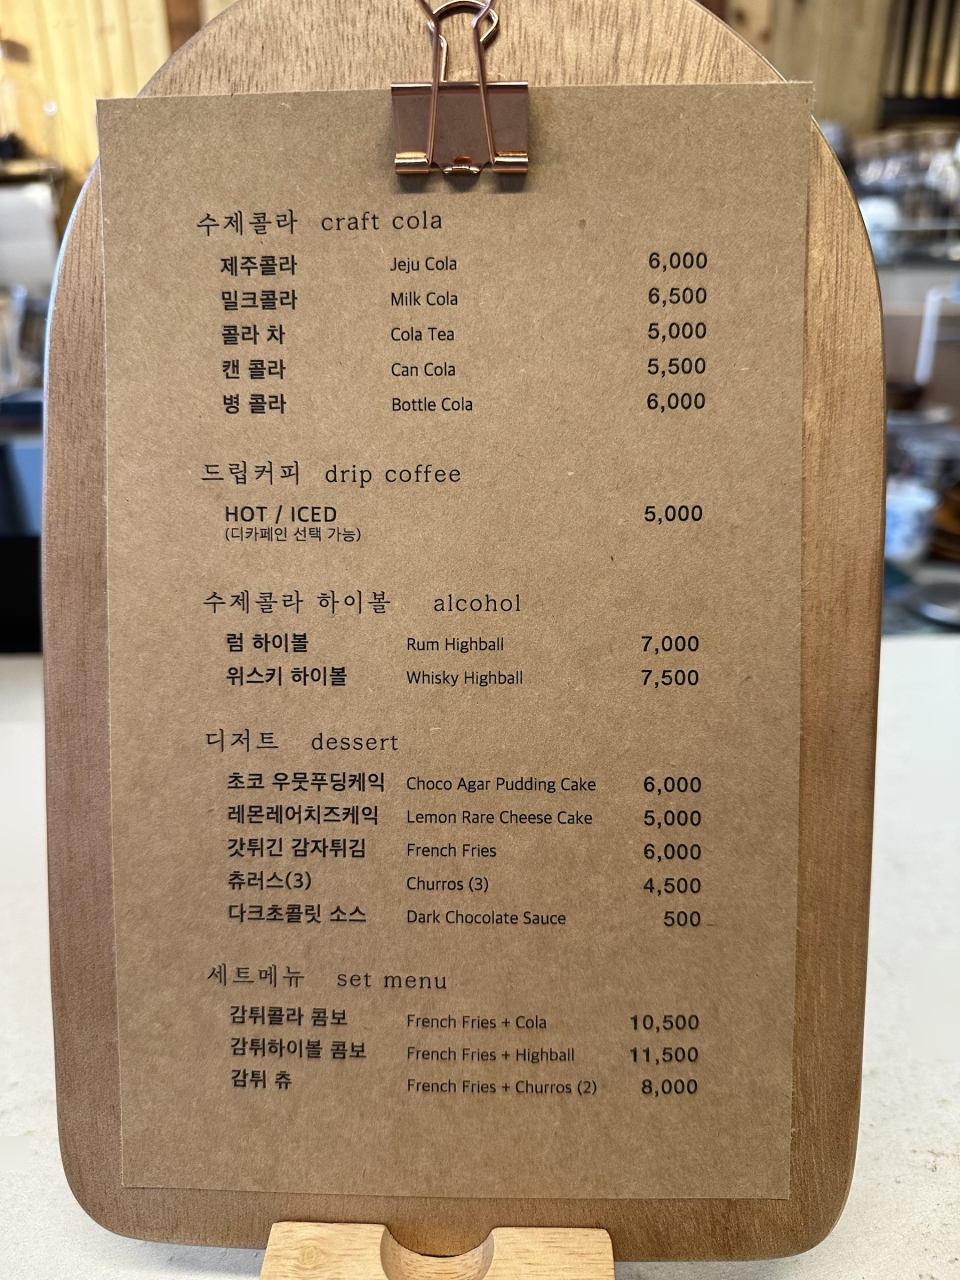 수제콜라 craft cola
제주콜라 Jeju Cola 6,000
밀크콜라 Milk Cola 6,500
콜라 차 Cola Tea 5,000
캔 콜라 Can Cola 5,500
병 콜라 Bottle Cola 6,000
드립커피 drip coffee
HOT / ICED 5,000
(디카페인 선택 가능)
수제콜라 하이볼 alcohol
럼 하이볼 Rum Highball 7,000
위스키 하이볼 Whisky Highball 7,500
디저트 dessert
초코 우뭇푸딩케익 Choco Agar Pudding Cake 6,000
레몬레어치즈케익 Lemon Rare Cheese Cake 5,000
갓튀긴 감자튀김 French Fries 6,000
츄러스(3) Churros (3) 4,500
다크초콜릿 소스 Dark Chocolate Sauce 500
세트메뉴 set menu
감튀콜라 콤보 French Fries + Cola 10,500
감튀하이볼 콤보 French Fries + Highball 11,500
감튀 츄 French Fries + Churros (2) 8,000